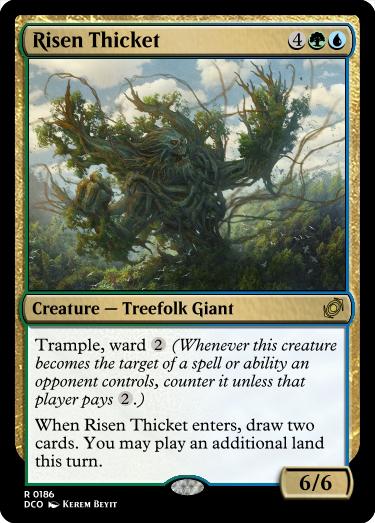 Risen Thicket 4
Creature — Treefolk Giant
Trample, ward 2 (Whenever this creature
becomes the target of a spell or ability an
opponent controls, counter it unless that
player pays 2.)
When Risen Thicket enters, draw two
cards. You may play an additional land
this turn.
6/6
R 0186
DCO Kerem Beyit